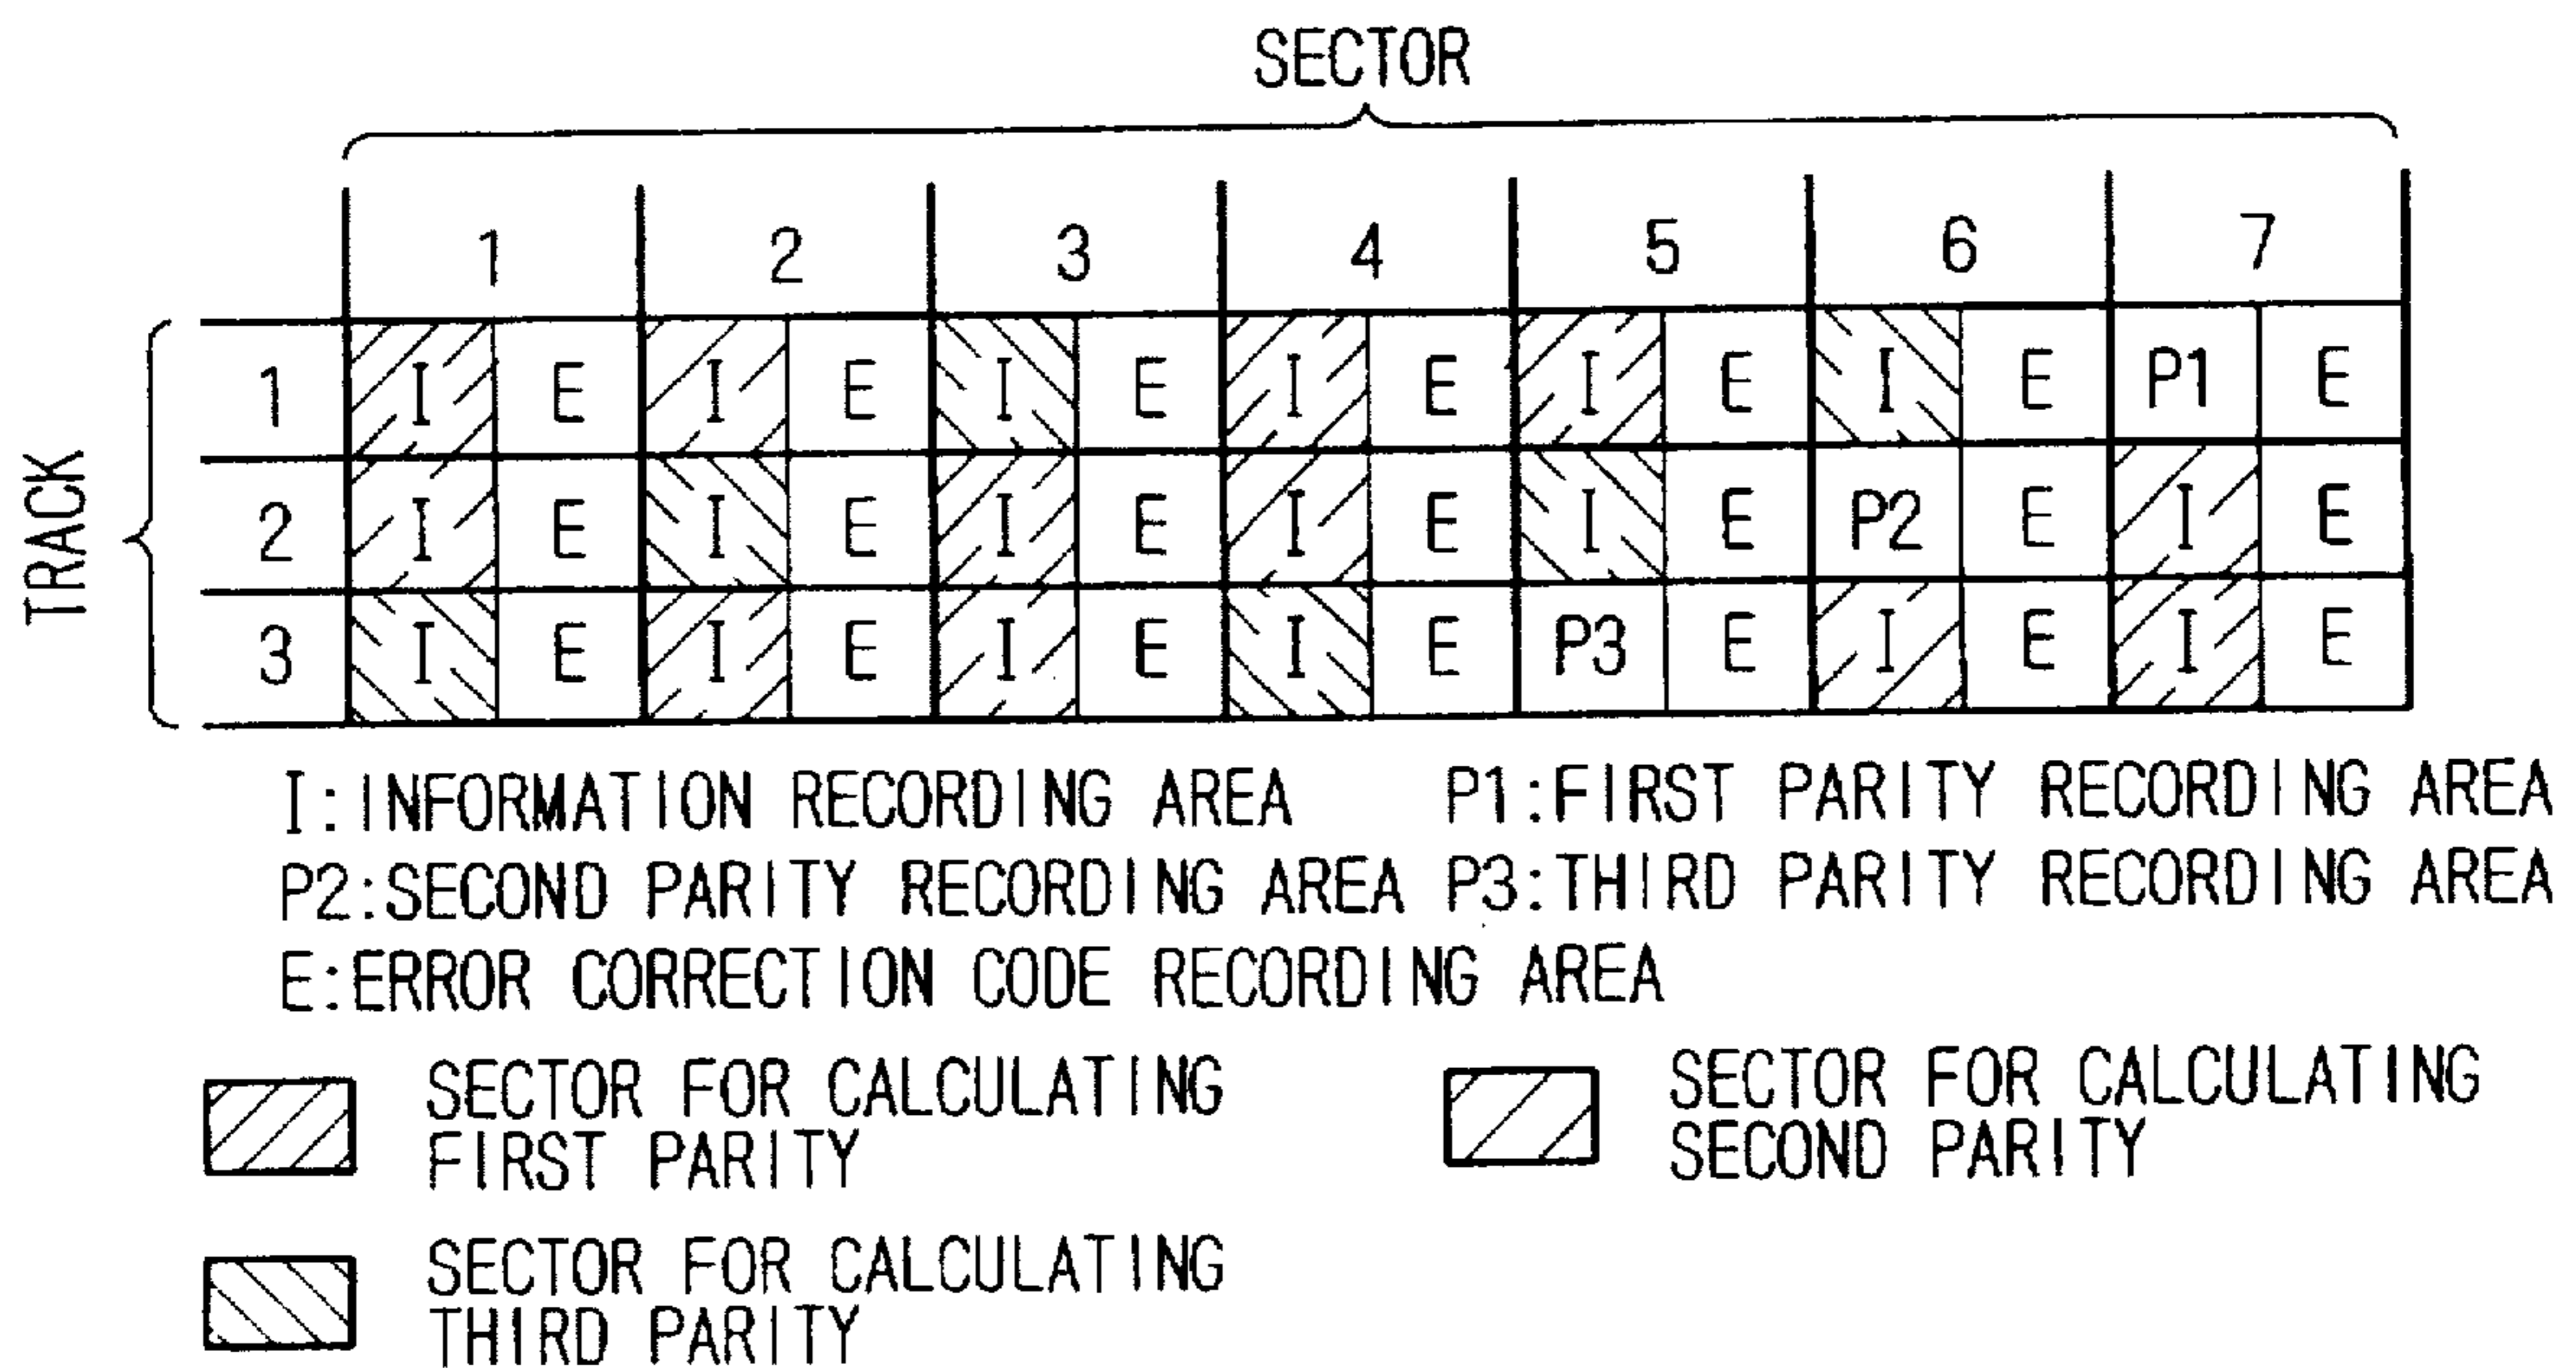 SECTOR
1 2 3 4 5 6 7
TRACK
1 I E I E I E I E I E I E P1 E
2 I E I E I E I E I E P2 E I E
3 I E I E I E I E P3 E I E I E
I:INFORMATION RECORDING AREA P1:FIRST PARITY RECORDING AREA
P2:SECOND PARITY RECORDING AREA P3:THIRD PARITY RECORDING AREA
E:ERROR CORRECTION CODE RECORDING AREA
SECTOR FOR CALCULATING
FIRST PARITY
SECTOR FOR CALCULATING
SECOND PARITY
SECTOR FOR CALCULATING
THIRD PARITY